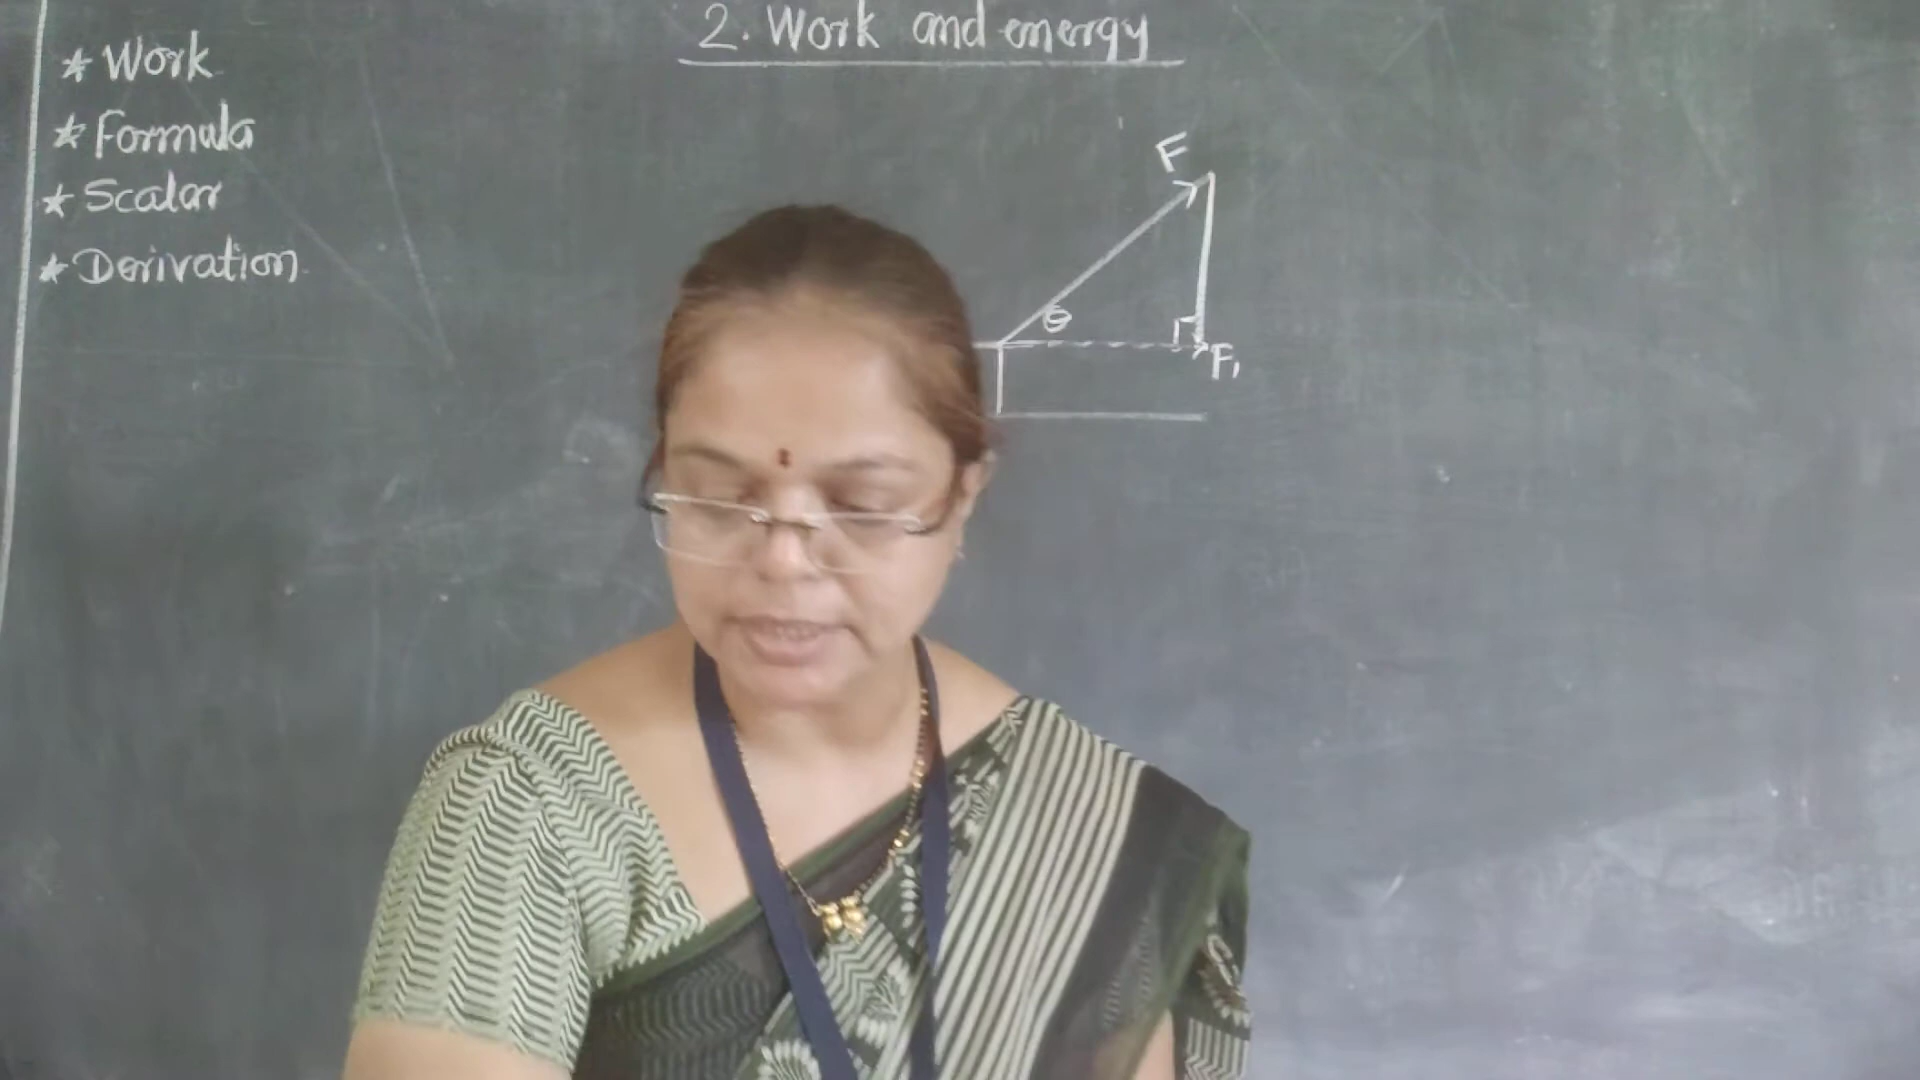 2. Work and energy
★ Work
★ Formula
★ Scalar
★ Derivation
F
θ
F₁